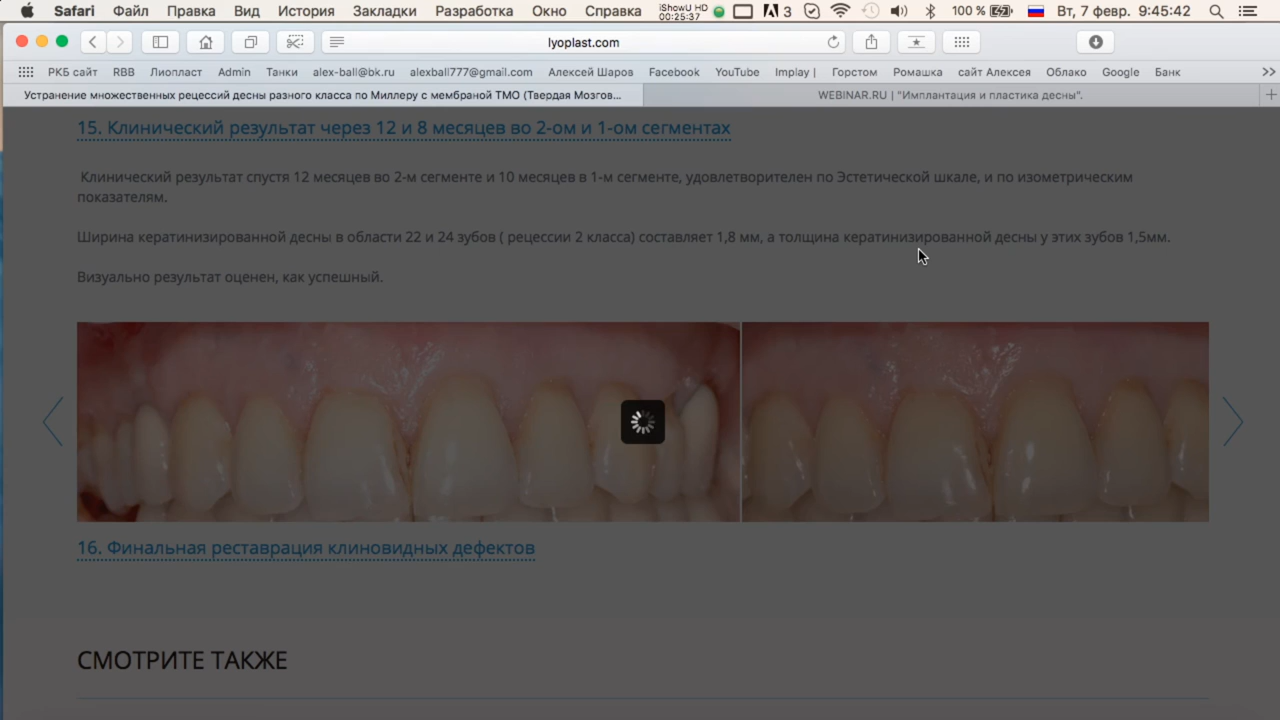 Safari Файл Правка Вид История Закладки Разработка Окно Справка iShowU HD 00:25:37 3 100 % Вт, 7 февр. 9:45:42
lyoplast.com
РКБ сайт RBB Лиопласт Admin Танки alex-ball@bk.ru alexball777@gmail.com Алексей Шаров Facebook YouTube Implay | Горстом Ромашка сайт Алексея Облако Google Банк
Устранение множественных рецессий десны разного класса по Миллеру с мембраной ТМО (Твердая Мозгов... WEBINAR.RU | "Имплантация и пластика десны".
15. Клинический результат через 12 и 8 месяцев во 2-ом и 1-ом сегментах
Клинический результат спустя 12 месяцев во 2-м сегменте и 10 месяцев в 1-м сегменте, удовлетворителен по Эстетической шкале, и по изометрическим
показателям.
Ширина кератинизированной десны в области 22 и 24 зубов ( рецессии 2 класса) составляет 1,8 мм, а толщина кератинизированной десны у этих зубов 1,5мм.
Визуально результат оценен, как успешный.
16. Финальная реставрация клиновидных дефектов
СМОТРИТЕ ТАКЖЕ